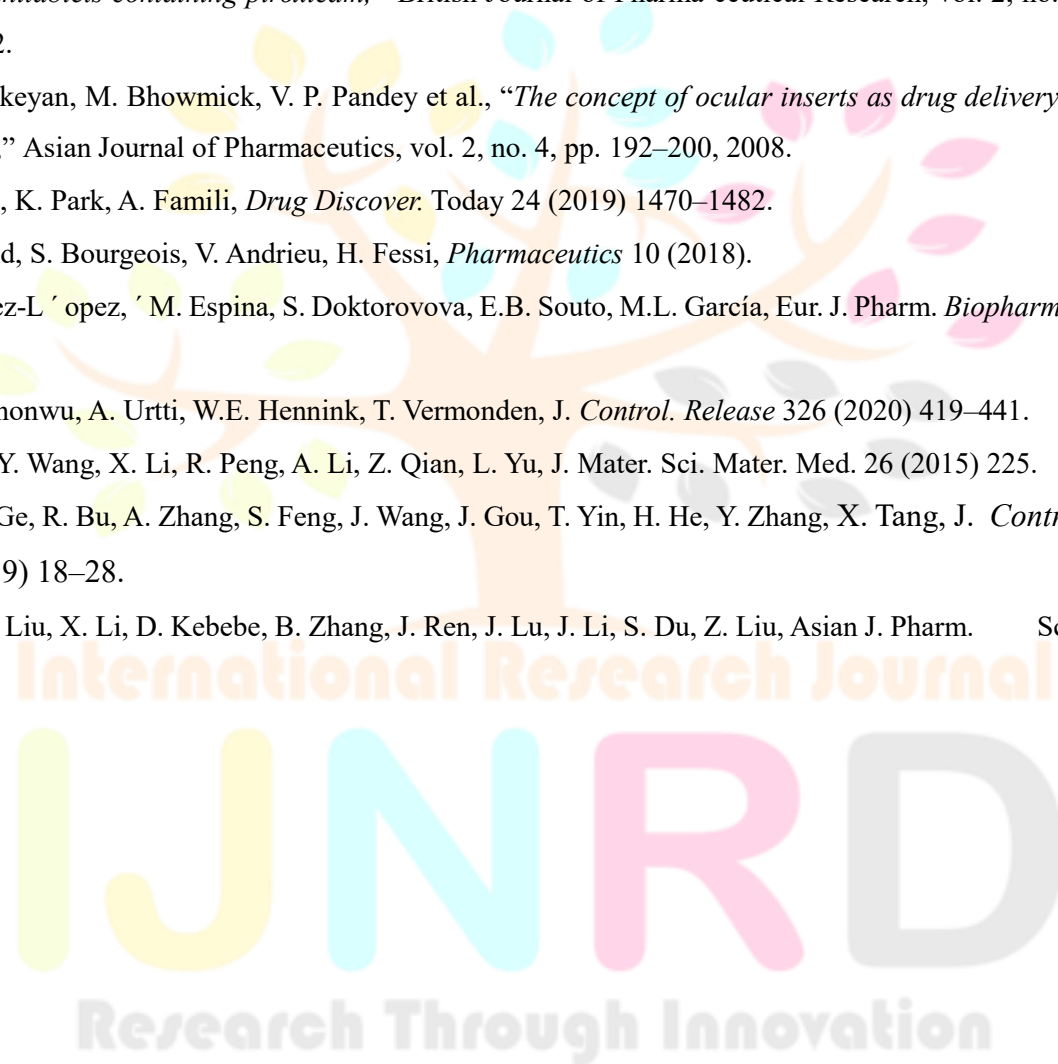 containing piroxicam," British Journal of Pharma-ceutical Research, vol. 2, no.
2.
keyan, M. Bhowmick, V. P. Pandey et al., “The concept of ocular inserts as drug delivery
,” Asian Journal of Pharmaceutics, vol. 2, no. 4, pp. 192–200, 2008.
, K. Park, A. Famili, Drug Discover. Today 24 (2019) 1470–1482.
d, S. Bourgeois, V. Andrieu, H. Fessi, Pharmaceutics 10 (2018).
ez-L ´ opez, ´ M. Espina, S. Doktorovova, E.B. Souto, M.L. García, Eur. J. Pharm. Biopharm
nonwu, A. Urtti, W.E. Hennink, T. Vermonden, J. Control. Release 326 (2020) 419–441.
Y. Wang, X. Li, R. Peng, A. Li, Z. Qian, L. Yu, J. Mater. Sci. Mater. Med. 26 (2015) 225.
Ge, R. Bu, A. Zhang, S. Feng, J. Wang, J. Gou, T. Yin, H. He, Y. Zhang, X. Tang, J. Contr
9) 18–28.
Liu, X. Li, D. Kebebe, B. Zhang, J. Ren, J. Lu, J. Li, S. Du, Z. Liu, Asian J. Pharm. Sc
International Research Journal
IJNRD
Research Through Innovation